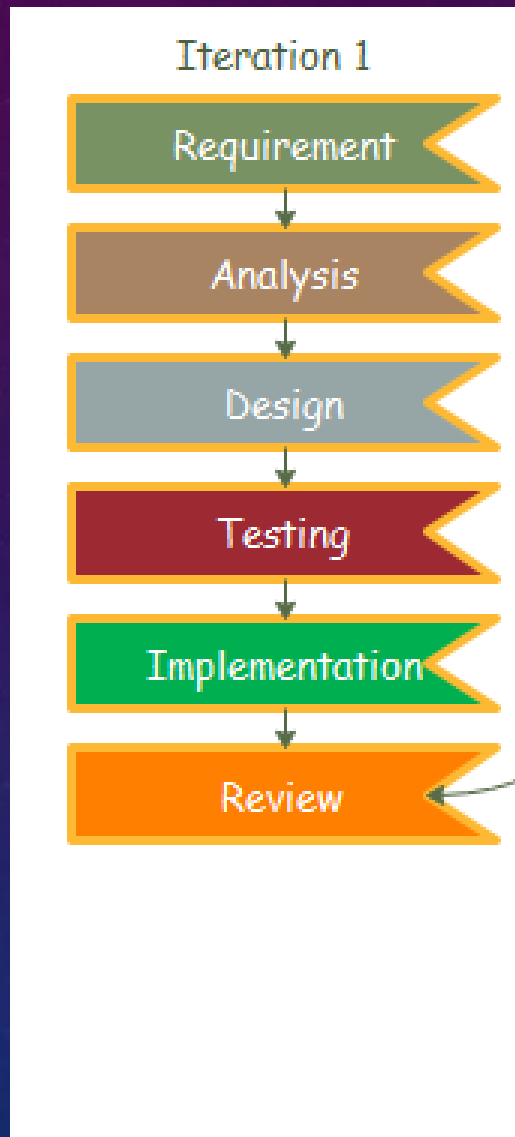 Iteration 1
Requirement
Analysis
Design
Testing
Implementation
Review